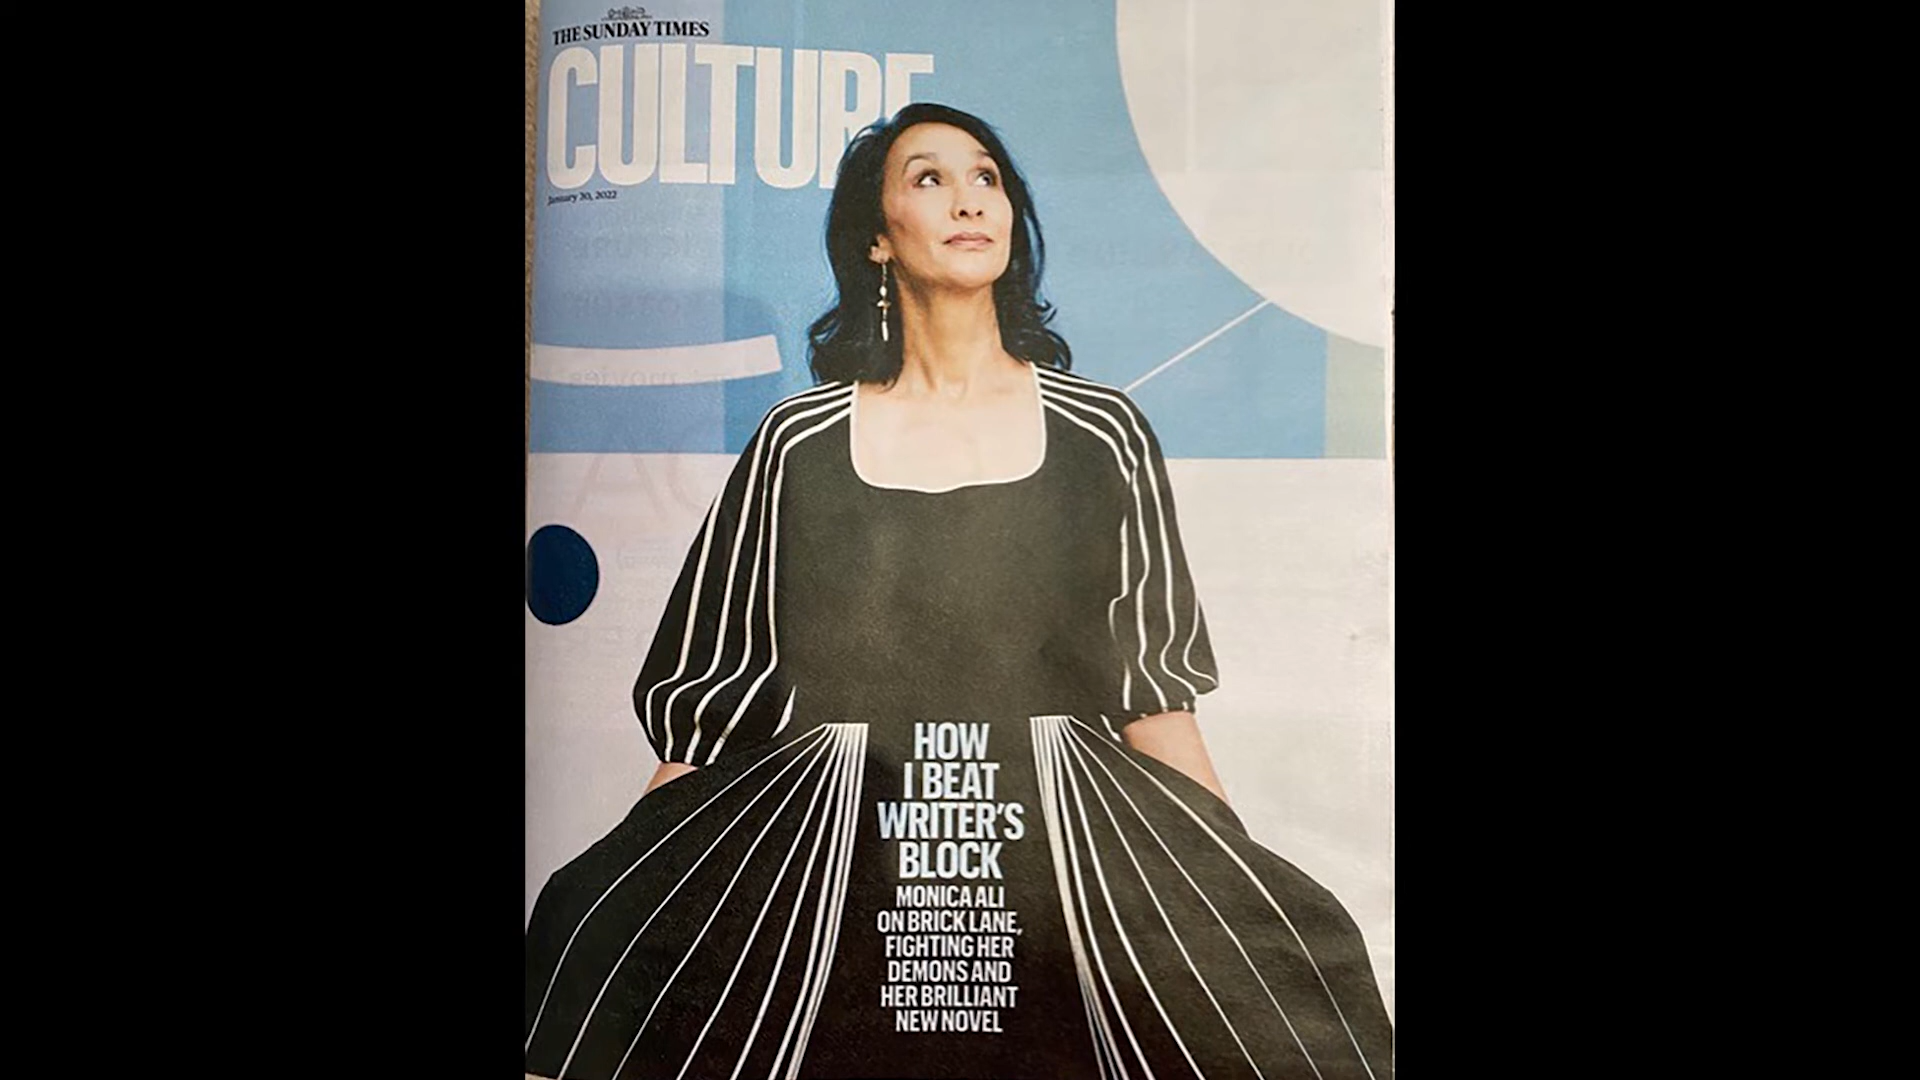 THE SUNDAY TIMES
CULTURE
January 30, 2022
HOW
I BEAT
WRITER'S
BLOCK
MONICA ALI
ON BRICK LANE,
FIGHTING HER
DEMONS AND
HER BRILLIANT
NEW NOVEL